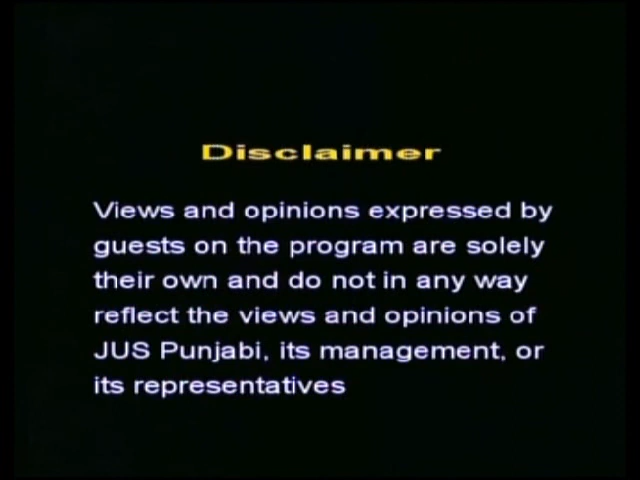 Disclaimer
Views and opinions expressed by
guests on the program are solely
their own and do not in any way
reflect the views and opinions of
JUS Punjabi, its management, or
its representatives